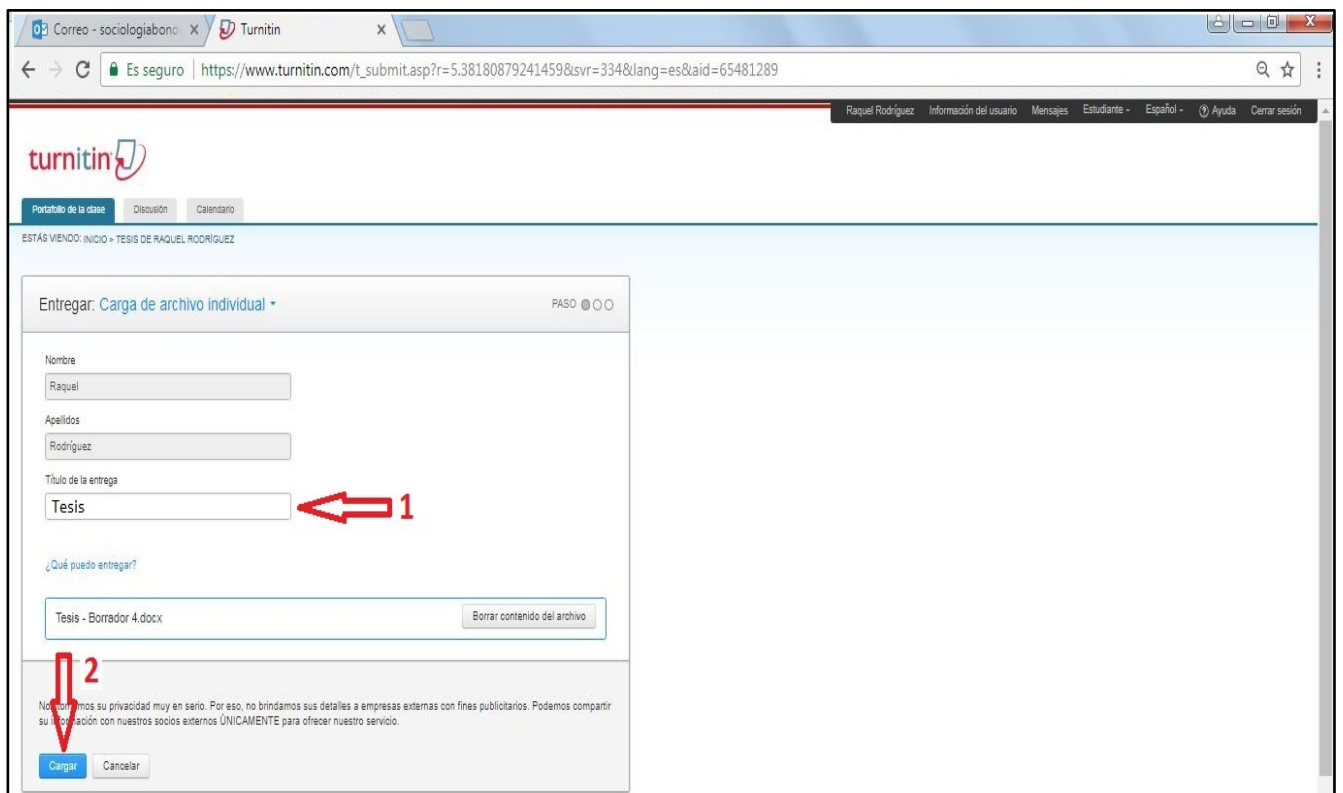 Correo - sociologiabono
Turnitin
Es seguro | https://www.turnitin.com/t_submit.asp?r=5.38180879241459&svr=334&lang=es&aid=65481289
Raquel Rodríguez Información del usuario Mensajes Estudiante Español Ayuda Cerrar sesión
turnitin
Portafolio de la clase Discusión Calendario
ESTÁS VIENDO: INICIO > TESIS DE RAQUEL RODRÍGUEZ
Entregar: Carga de archivo individual PASO
Nombre
Raquel
Apellidos
Rodríguez
Título de la entrega
Tesis 1
¿Qué puedo entregar?
Tesis - Borrador 4.docx Borrar contenido del archivo
2
su privacidad muy en serio. Por eso, no brindamos sus detalles a empresas externas con fines publicitarios. Podemos compartir
su información con nuestros socios externos ÚNICAMENTE para ofrecer nuestro servicio.
Cargar Cancelar